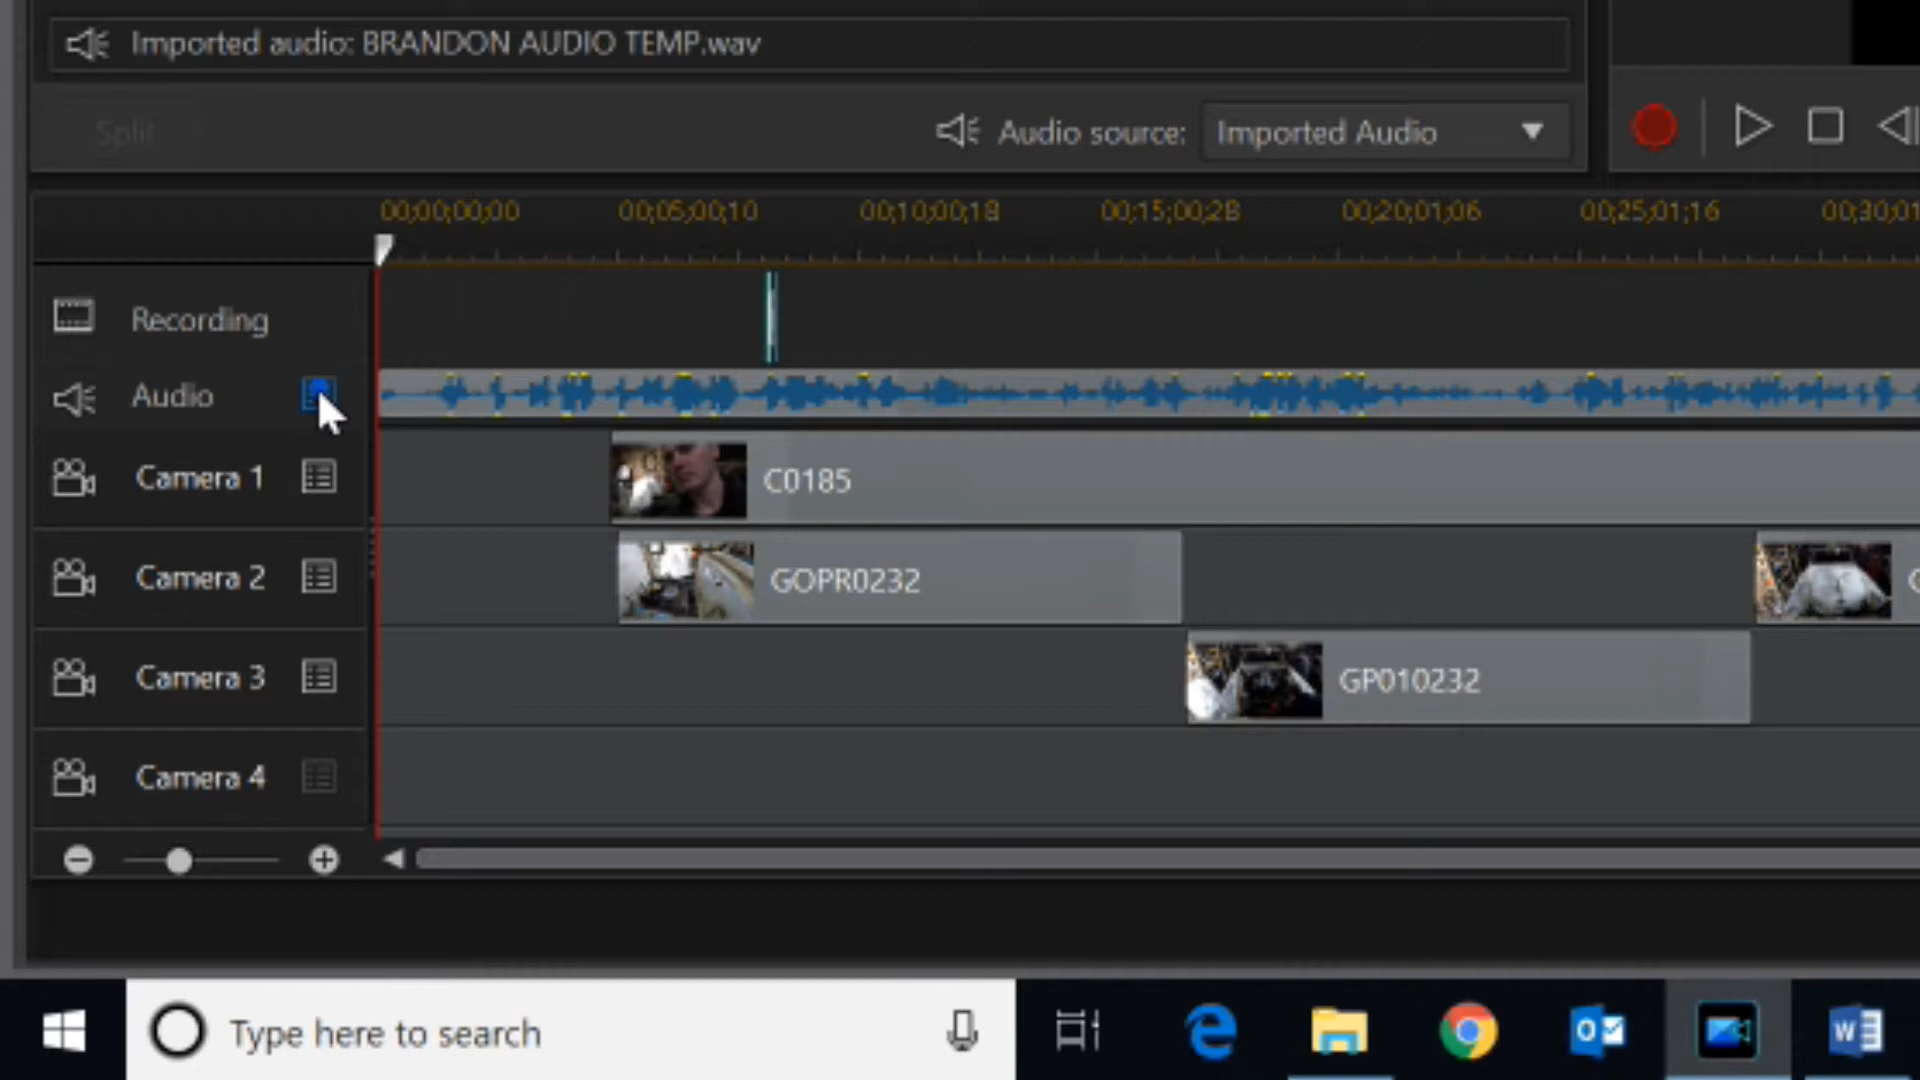 Imported audio: BRANDON AUDIO TEMP.wav
Split
Audio source: Imported Audio
00;00;00;00 00;05;00;10 00;10;00;18 00;15;00;28 00;20;01;06 00;25;01;16
Recording
Audio
Camera 1 C0185
Camera 2 GOPR0232
Camera 3 GP010232
Camera 4
Type here to search